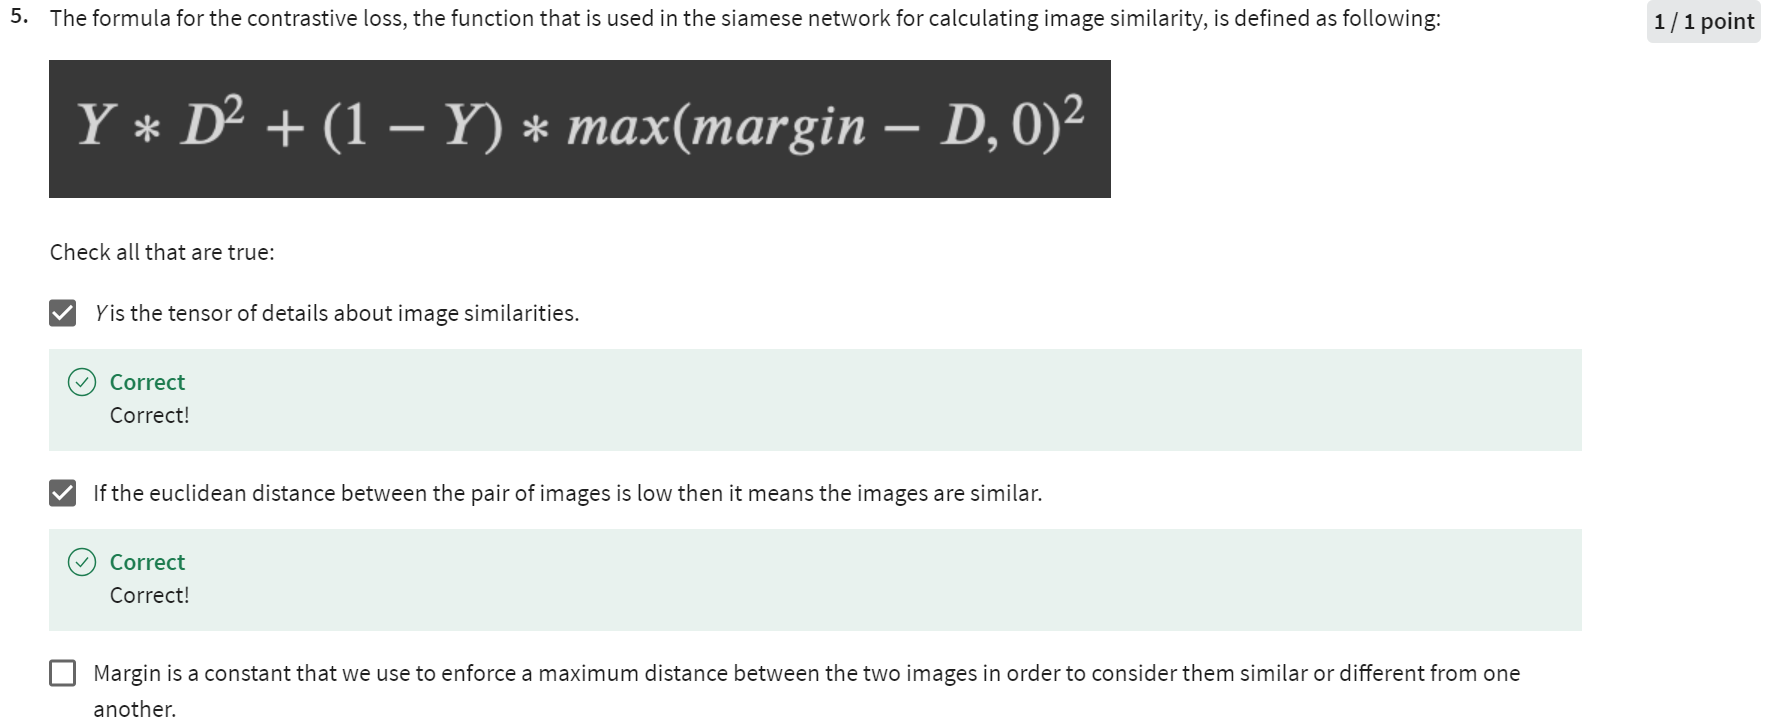 5. The formula for the contrastive loss, the function that is used in the siamese network for calculating image similarity, is defined as following:
1 / 1 point
Y * D² + (1 − Y) * max(margin − D, 0)²
Check all that are true:
Y is the tensor of details about image similarities.
Correct
Correct!
If the euclidean distance between the pair of images is low then it means the images are similar.
Correct
Correct!
Margin is a constant that we use to enforce a maximum distance between the two images in order to consider them similar or different from one
another.